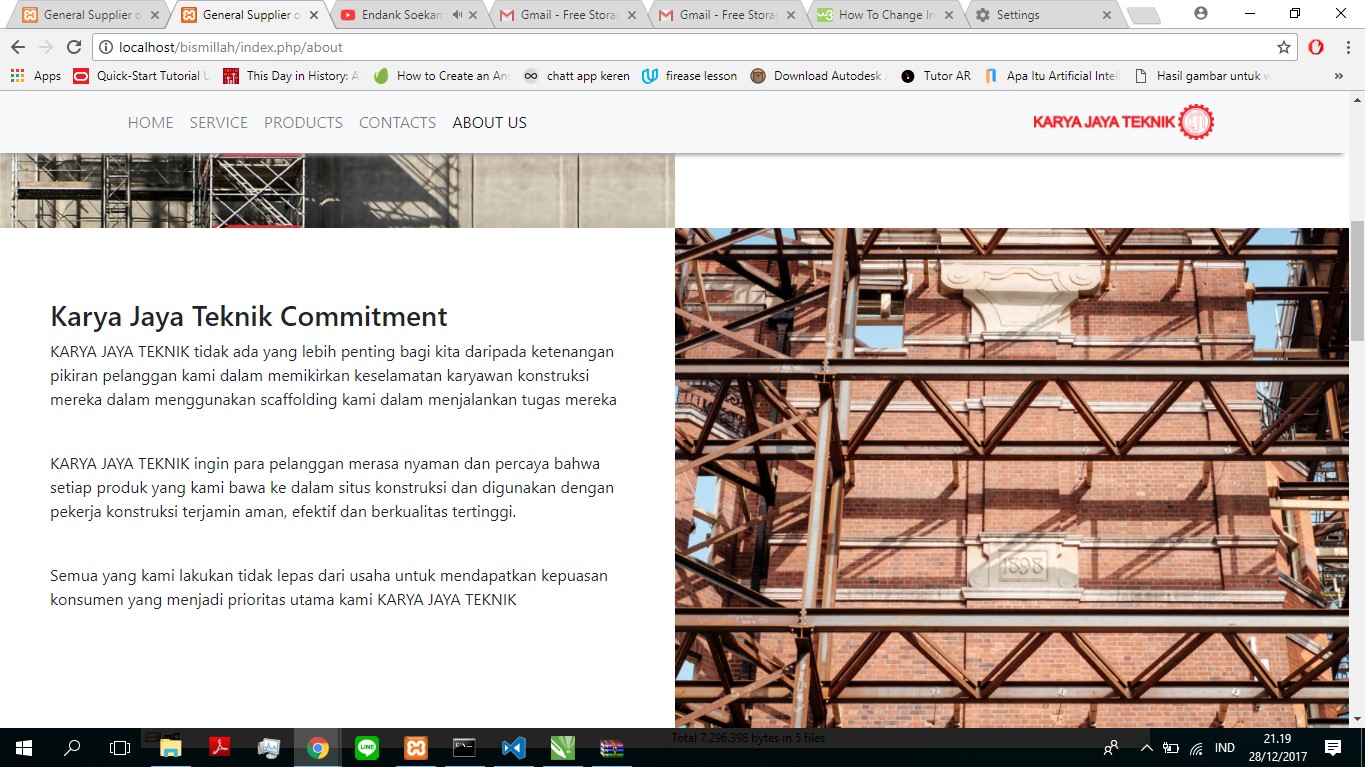 General Supplier o
General Supplier o
Endank Soekam
Gmail - Free Stora
Gmail - Free Stora
How To Change In
Settings
localhost/bismillah/index.php/about
Apps
Quick-Start Tutorial U
This Day in History: A
How to Create an An
chatt app keren
firease lesson
Download Autodesk
Tutor AR
Apa Itu Artificial Intel
Hasil gambar untuk w
»
HOME SERVICE PRODUCTS CONTACTS ABOUT US
KARYA JAYA TEKNIK
Karya Jaya Teknik Commitment
KARYA JAYA TEKNIK tidak ada yang lebih penting bagi kita daripada ketenangan
pikiran pelanggan kami dalam memikirkan keselamatan karyawan konstruksi
mereka dalam menggunakan scaffolding kami dalam menjalankan tugas mereka
KARYA JAYA TEKNIK ingin para pelanggan merasa nyaman dan percaya bahwa
setiap produk yang kami bawa ke dalam situs konstruksi dan digunakan dengan
pekerja konstruksi terjamin aman, efektif dan berkualitas tertinggi.
Semua yang kami lakukan tidak lepas dari usaha untuk mendapatkan kepuasan
konsumen yang menjadi prioritas utama kami KARYA JAYA TEKNIK
1898
Total 7.296.398 bytes in 5 files
LINE
IND
21.19
28/12/2017